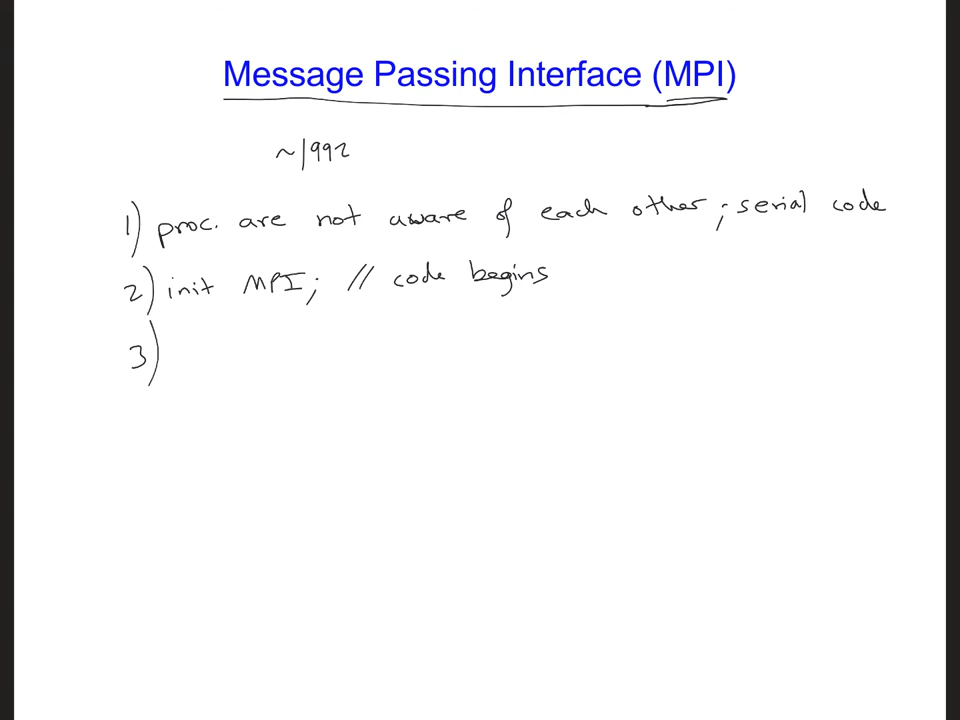 Message Passing Interface (MPI)
~1992
1) proc. are not aware of each other; serial code
2) init MPI; // code begins
3)